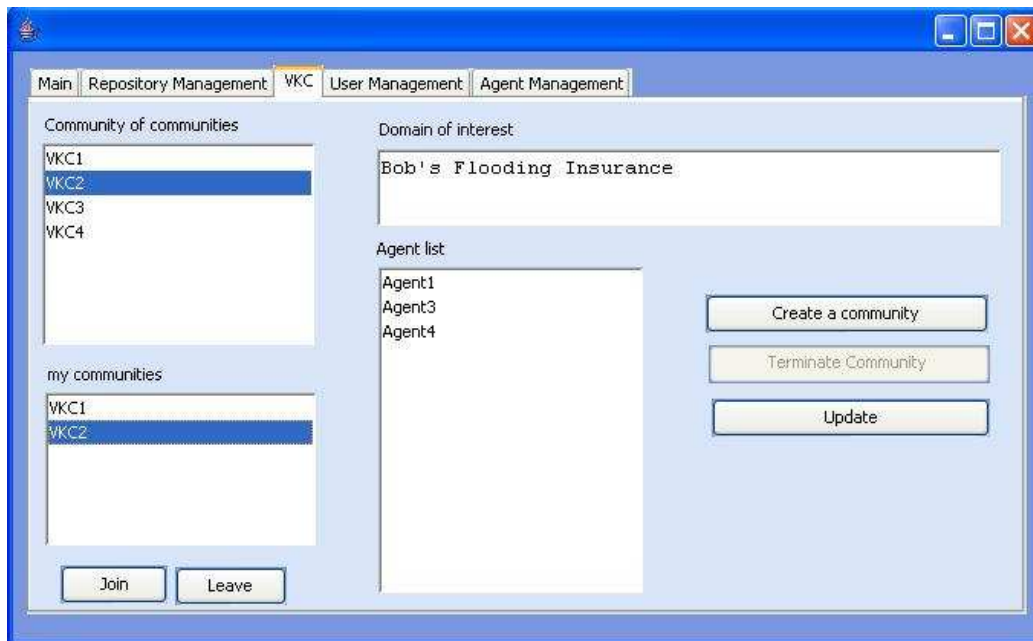 Main Repository Management VKC User Management Agent Management
Community of communities
VKC1
VKC2
VKC3
VKC4
my communities
VKC1
VKC2
Join Leave
Domain of interest
Bob's Flooding Insurance
Agent list
Agent1
Agent3
Agent4
Create a community
Terminate Community
Update